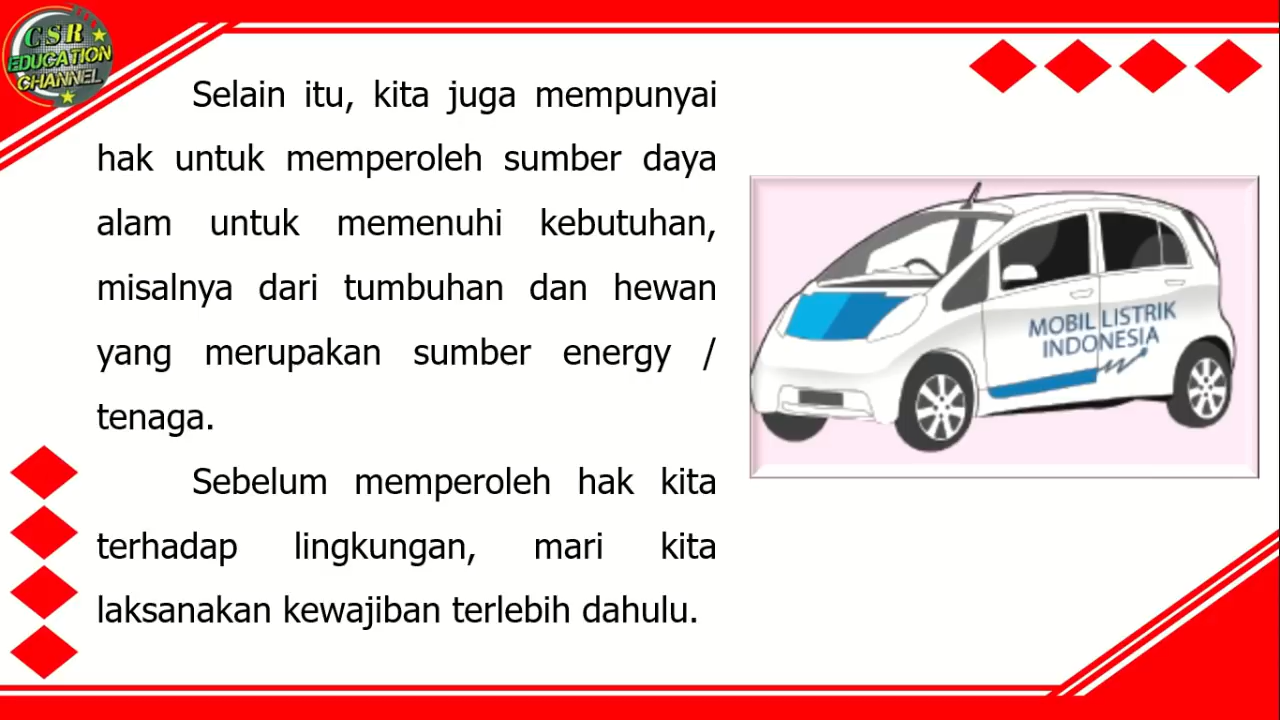 CSR
EDUCATION
CHANNEL
Selain itu, kita juga mempunyai
hak untuk memperoleh sumber daya
alam untuk memenuhi kebutuhan,
misalnya dari tumbuhan dan hewan
yang merupakan sumber energy /
tenaga.
Sebelum memperoleh hak kita
terhadap lingkungan, mari kita
laksanakan kewajiban terlebih dahulu.
MOBIL LISTRIK
INDONESIA